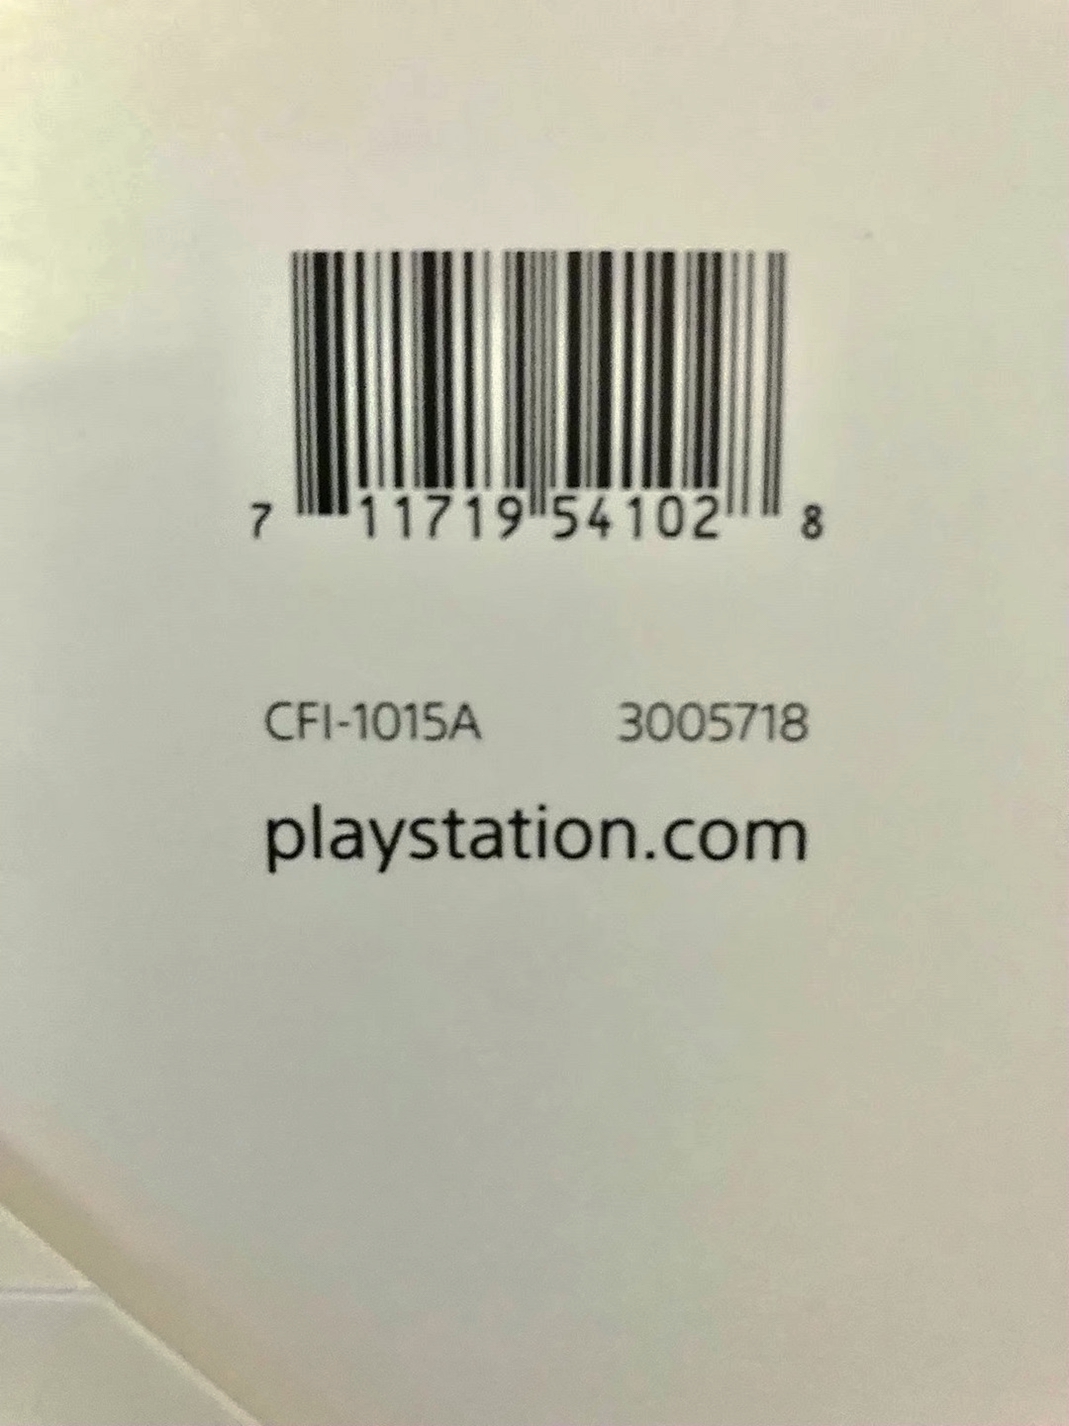 7 11719 54102 8
CFI-1015A 3005718
playstation.com